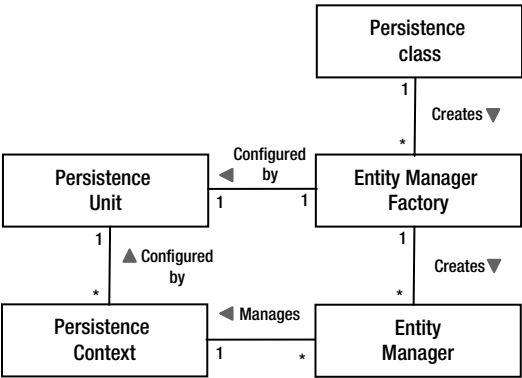 Persistence
class
1
Creates ▼
*
Configured
by
Persistence
Unit
1
1
Entity Manager
Factory
1
1
Configured
by
Creates ▼
*
*
Manages
Persistence
Context
1
*
Entity
Manager